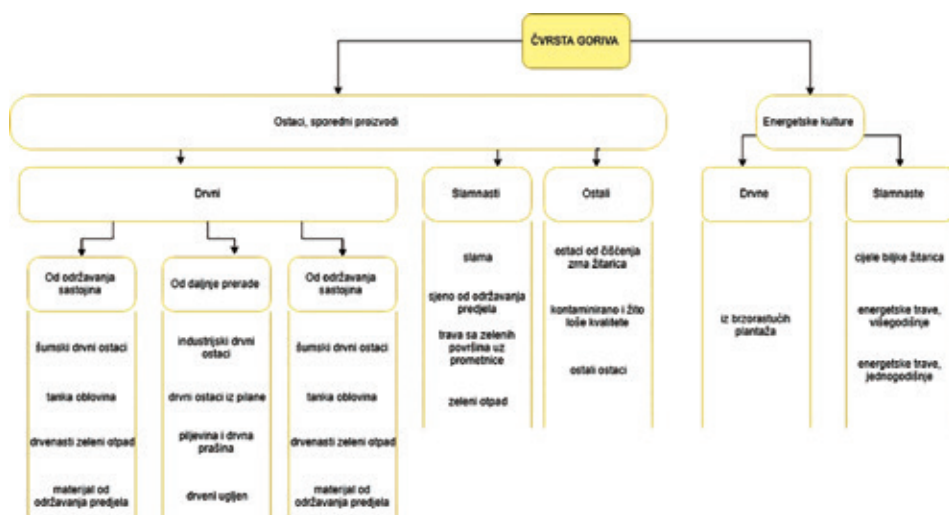 ČVRSTA GORIVA
Ostaci, sporedni proizvodi
Energetske kulture
Drvni
Slamnasti
Ostali
Drvne
Slamnaste
Od održavanja
sastojina
Od daljnje prerade
Od održavanja
sastojina
šumski drvni ostaci
tanka oblovina
drvenasti zeleni otpad
materijal od
održavanja predjela
industrijski drvni
ostaci
drvni ostaci iz pilane
piljevina i drvna
prašina
drveni ugljen
šumski drvni ostaci
tanka oblovina
drvenasti zeleni otpad
materijal od
održavanja predjela
slama
sjeno od održavanja
predjela
trava sa zelenih
površina uz
prometnice
zeleni otpad
ostaci od čišćenja
zrna žitarica
kontaminirano i žito
loše kvalitete
ostali ostaci
iz brzorastućih
plantaža
cijele biljke žitarica
energetske trave,
višegodišnje
energetske trave,
jednogodišnje